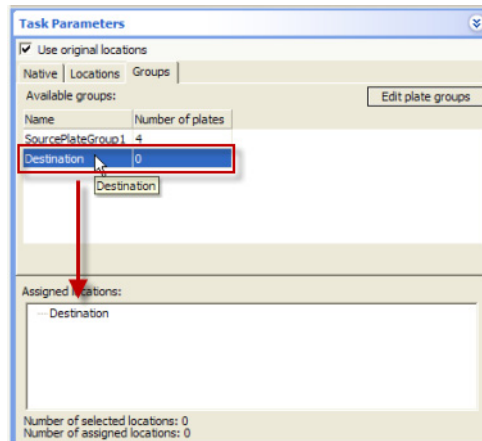 Task Parameters
Use original locations
Native Locations Groups
Available groups: Edit plate groups
Name Number of plates
SourcePlateGroup1 4
Destination 0
Destination
Assigned locations:
Destination
Number of selected locations: 0
Number of assigned locations: 0